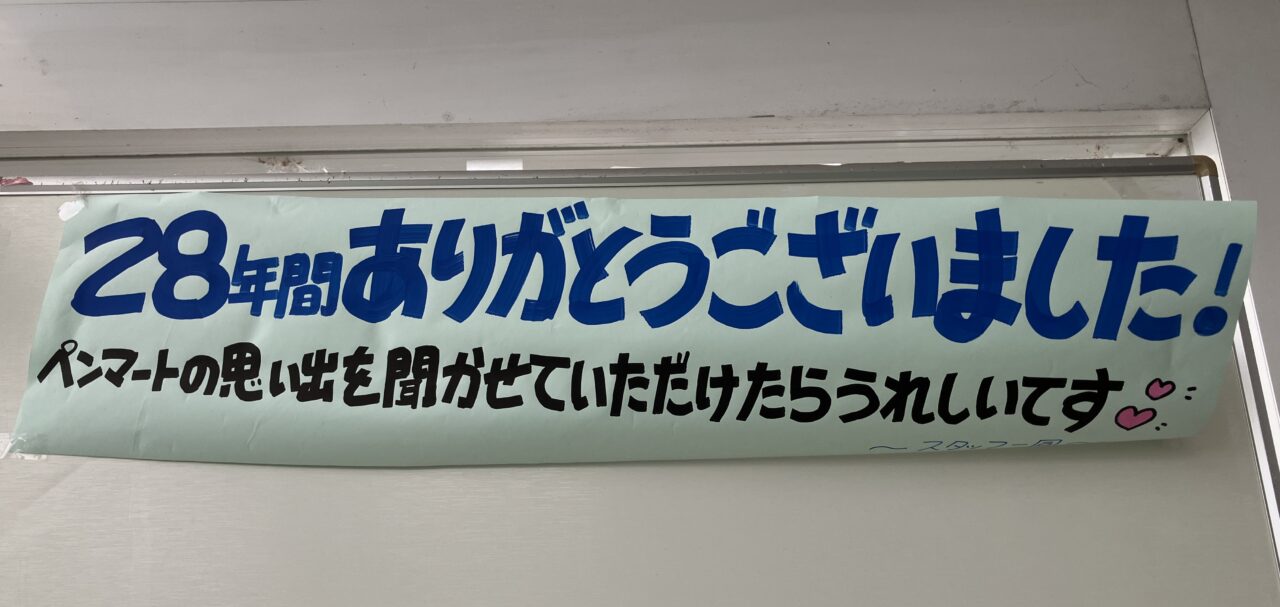 28年間ありがとうございました!
ペンマートの思い出を聞かせていただけたらうれしいです
〜スタッフ一同〜